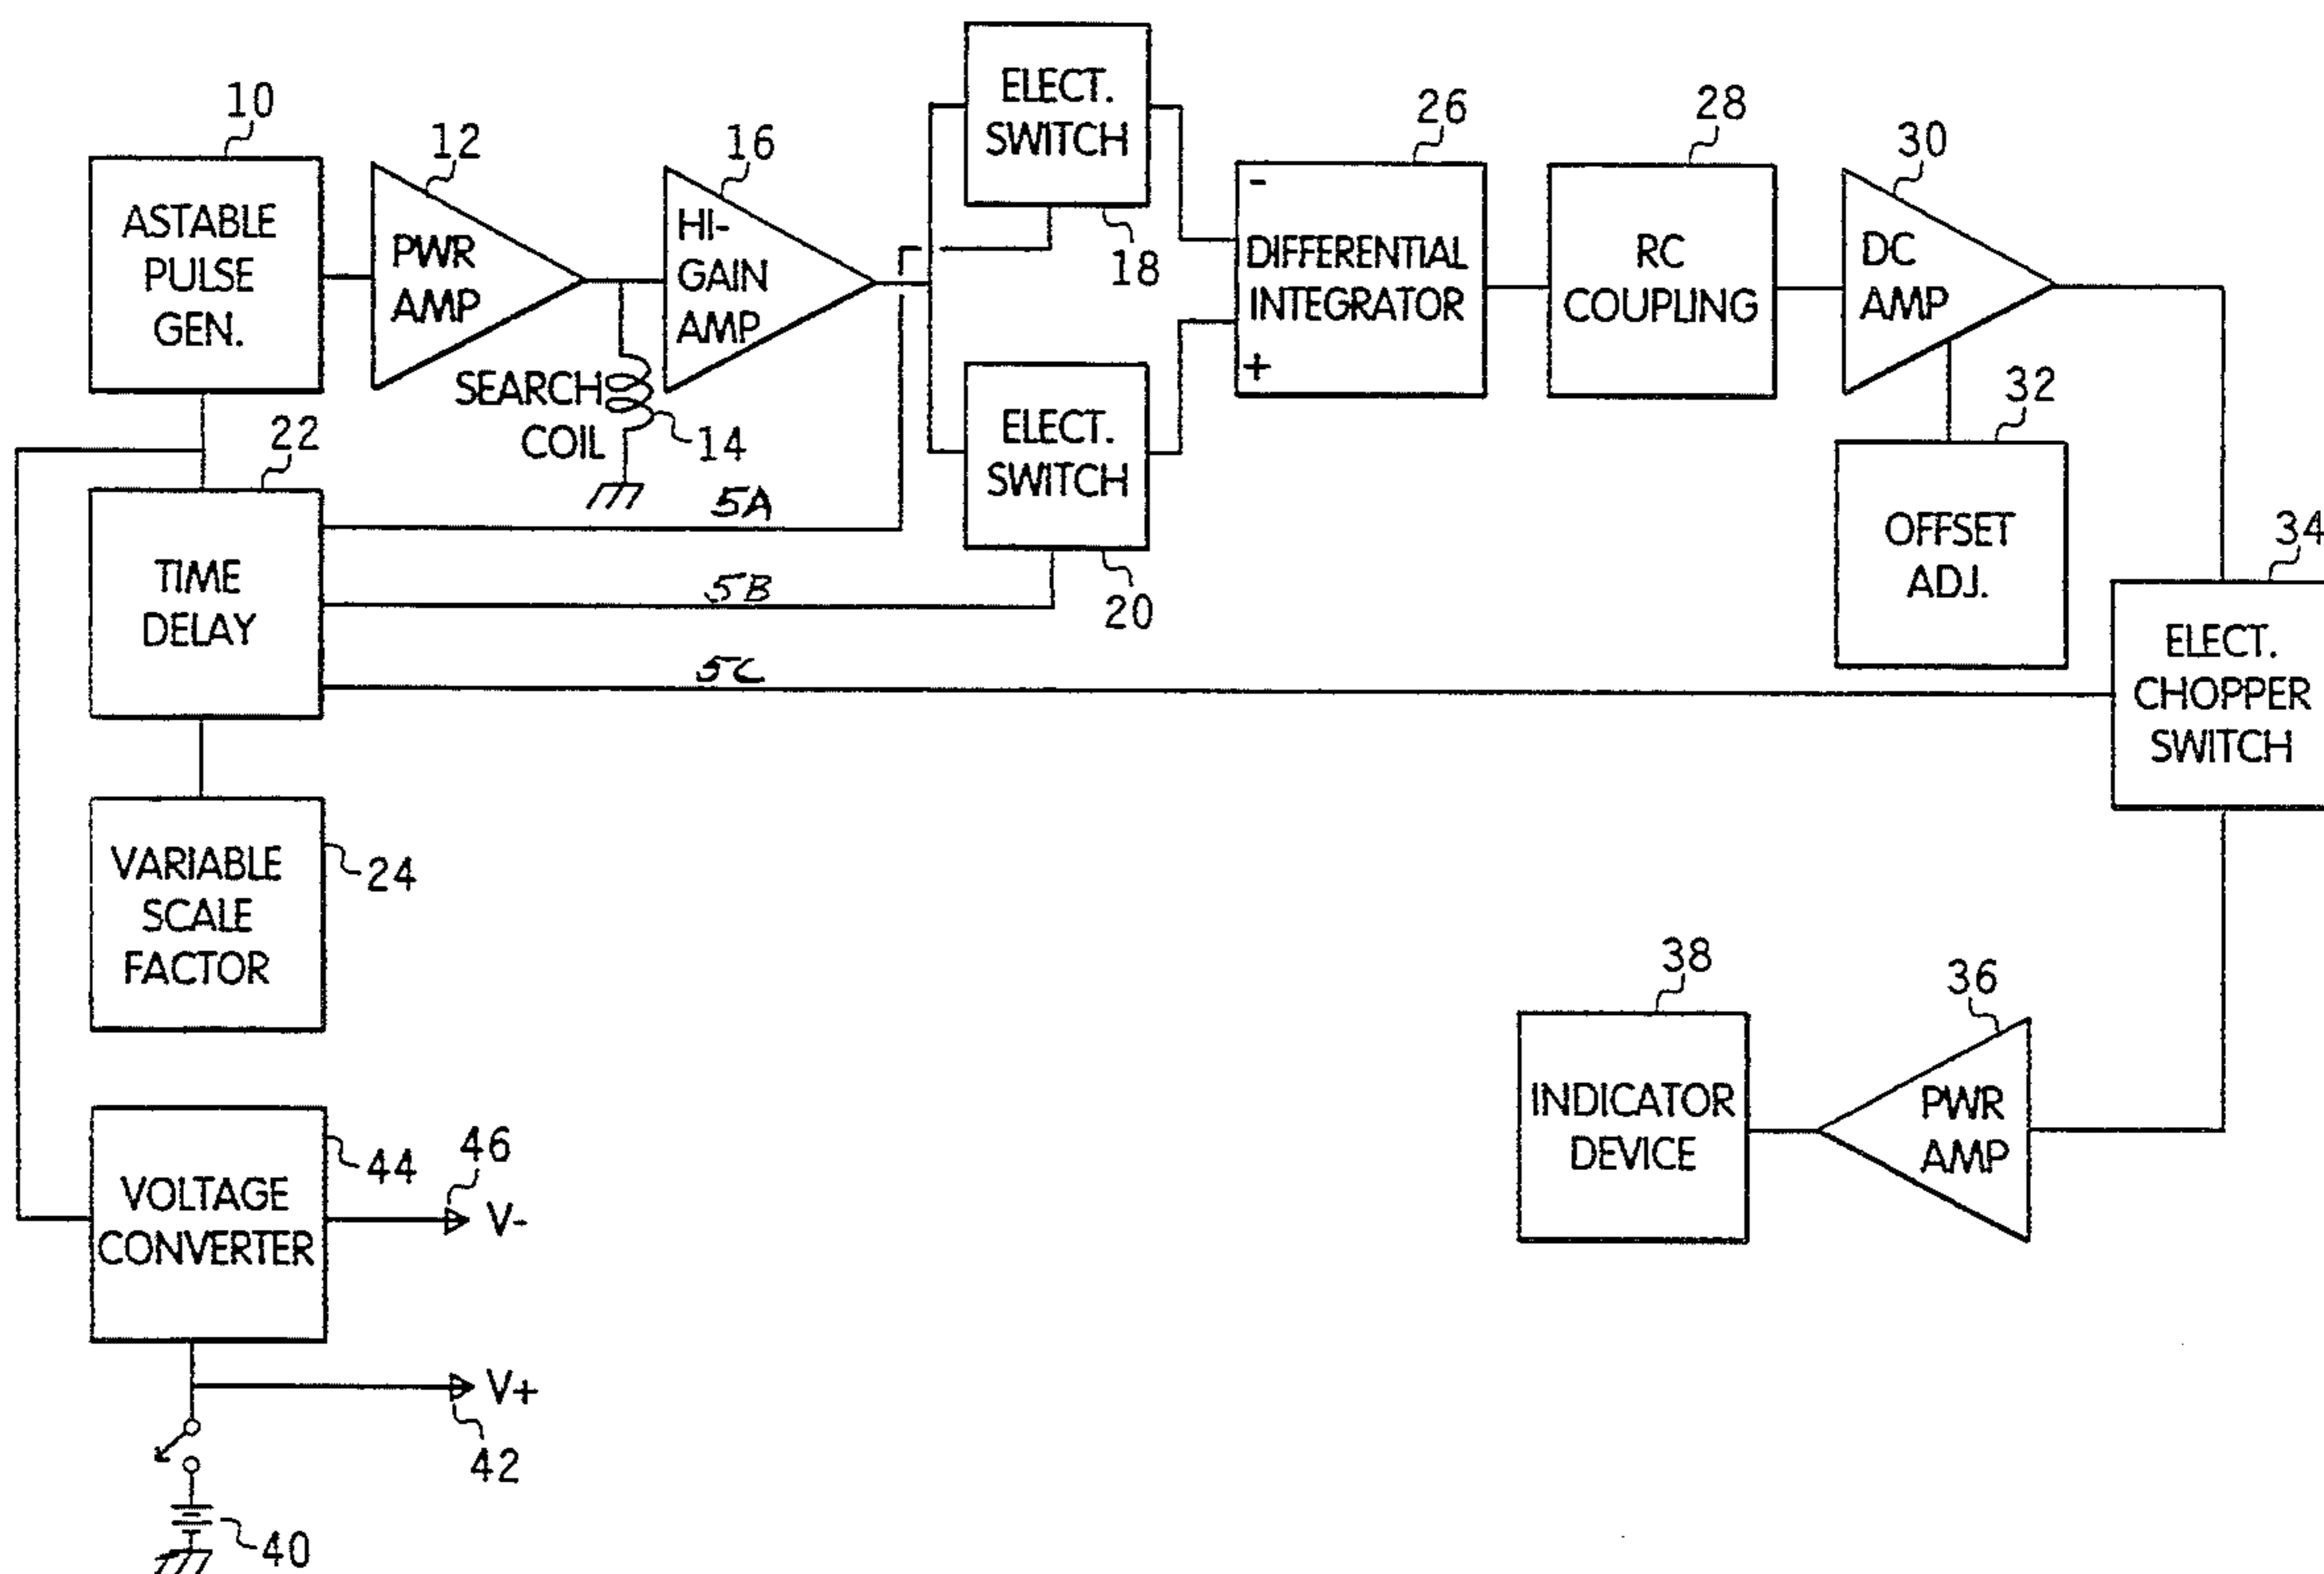 10
ASTABLE
PULSE
GEN.
12
PWR
AMP
SEARCH
COIL
14
16
HI-
GAIN
AMP
ELECT.
SWITCH
18
ELECT.
SWITCH
20
26
-
DIFFERENTIAL
INTEGRATOR
+
28
RC
COUPLING
30
DC
AMP
32
OFFSET
ADJ.
34
ELECT.
CHOPPER
SWITCH
22
TIME
DELAY
5A
5B
5C
VARIABLE
SCALE
FACTOR
24
38
INDICATOR
DEVICE
36
PWR
AMP
VOLTAGE
CONVERTER
44
46
V-
V+
42
40